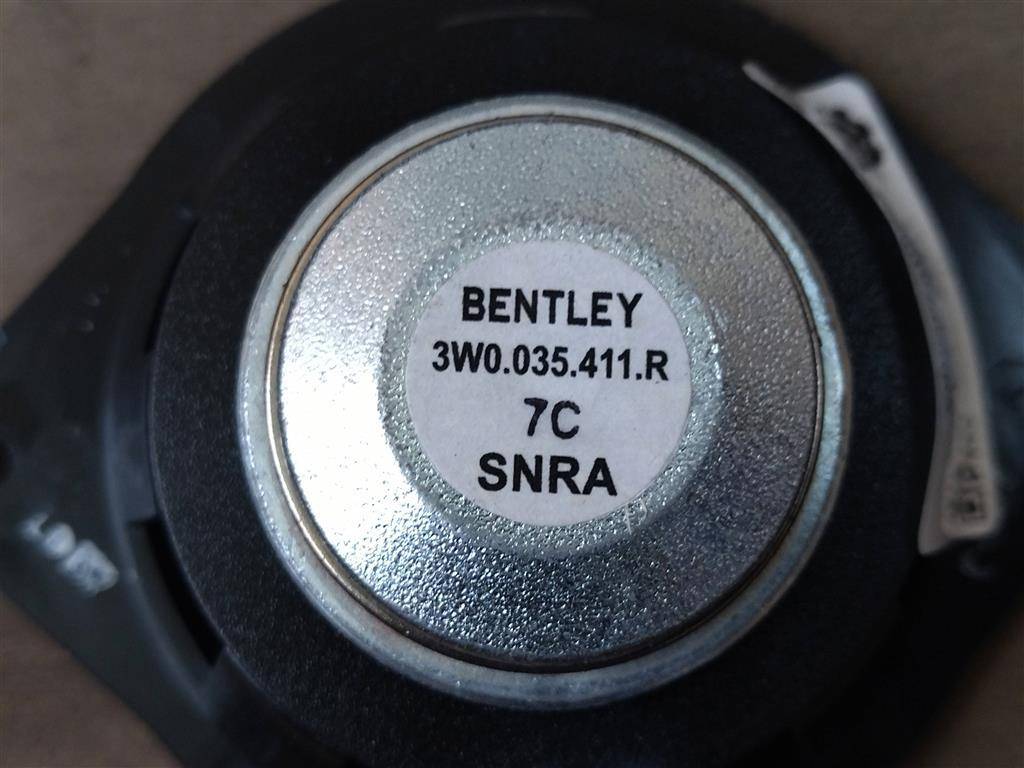 BENTLEY
3W0.035.411.R
7C
SNRA